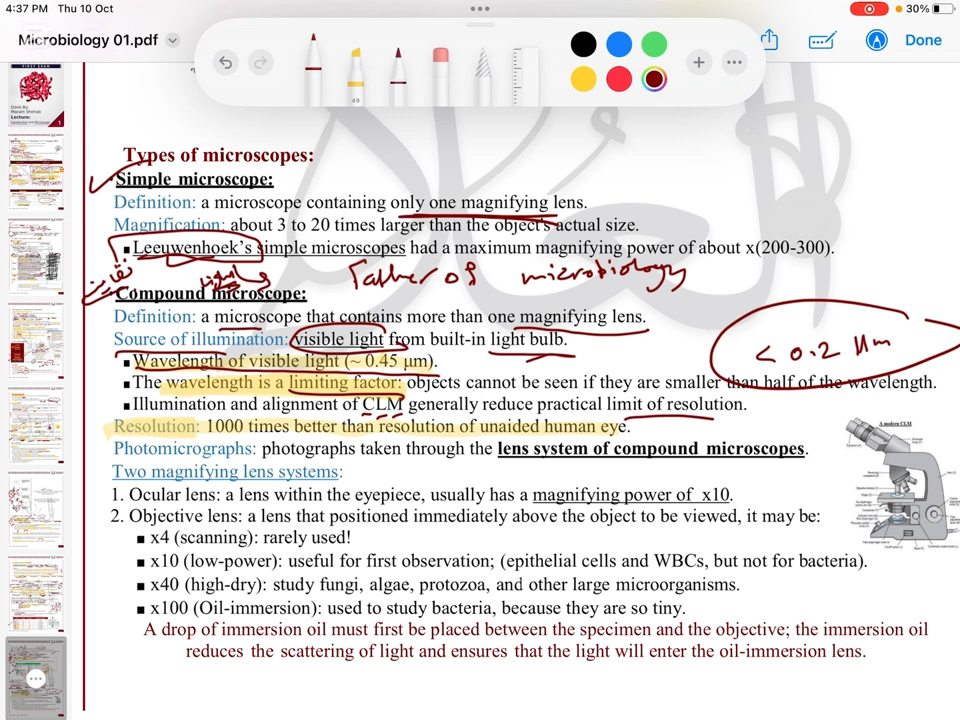 4:37 PM Thu 10 Oct
30%
Microbiology 01.pdf
Done
49
FIRST EXAM
Types of microscopes:
Simple microscope:
Definition: a microscope containing only one magnifying lens.
Magnification: about 3 to 20 times larger than the object's actual size.
▪Leeuwenhoek's simple microscopes had a maximum magnifying power of about x(200-300).
Father of microbiology
Compound microscope:
Definition: a microscope that contains more than one magnifying lens.
Source of illumination: visible light from built-in light bulb.
< 0.2 Mm
▪Wavelength of visible light (~ 0.45 μm).
▪The wavelength is a limiting factor: objects cannot be seen if they are smaller than half of the wavelength.
▪Illumination and alignment of CLM generally reduce practical limit of resolution.
Resolution: 1000 times better than resolution of unaided human eye.
A modern CLM
Photomicrographs: photographs taken through the lens system of compound microscopes.
Two magnifying lens systems:
1. Ocular lens: a lens within the eyepiece, usually has a magnifying power of x10.
2. Objective lens: a lens that positioned immediately above the object to be viewed, it may be:
■ x4 (scanning): rarely used!
■ x10 (low-power): useful for first observation; (epithelial cells and WBCs, but not for bacteria).
■ x40 (high-dry): study fungi, algae, protozoa, and other large microorganisms.
■ x100 (Oil-immersion): used to study bacteria, because they are so tiny.
A drop of immersion oil must first be placed between the specimen and the objective; the immersion oil
reduces the scattering of light and ensures that the light will enter the oil-immersion lens.